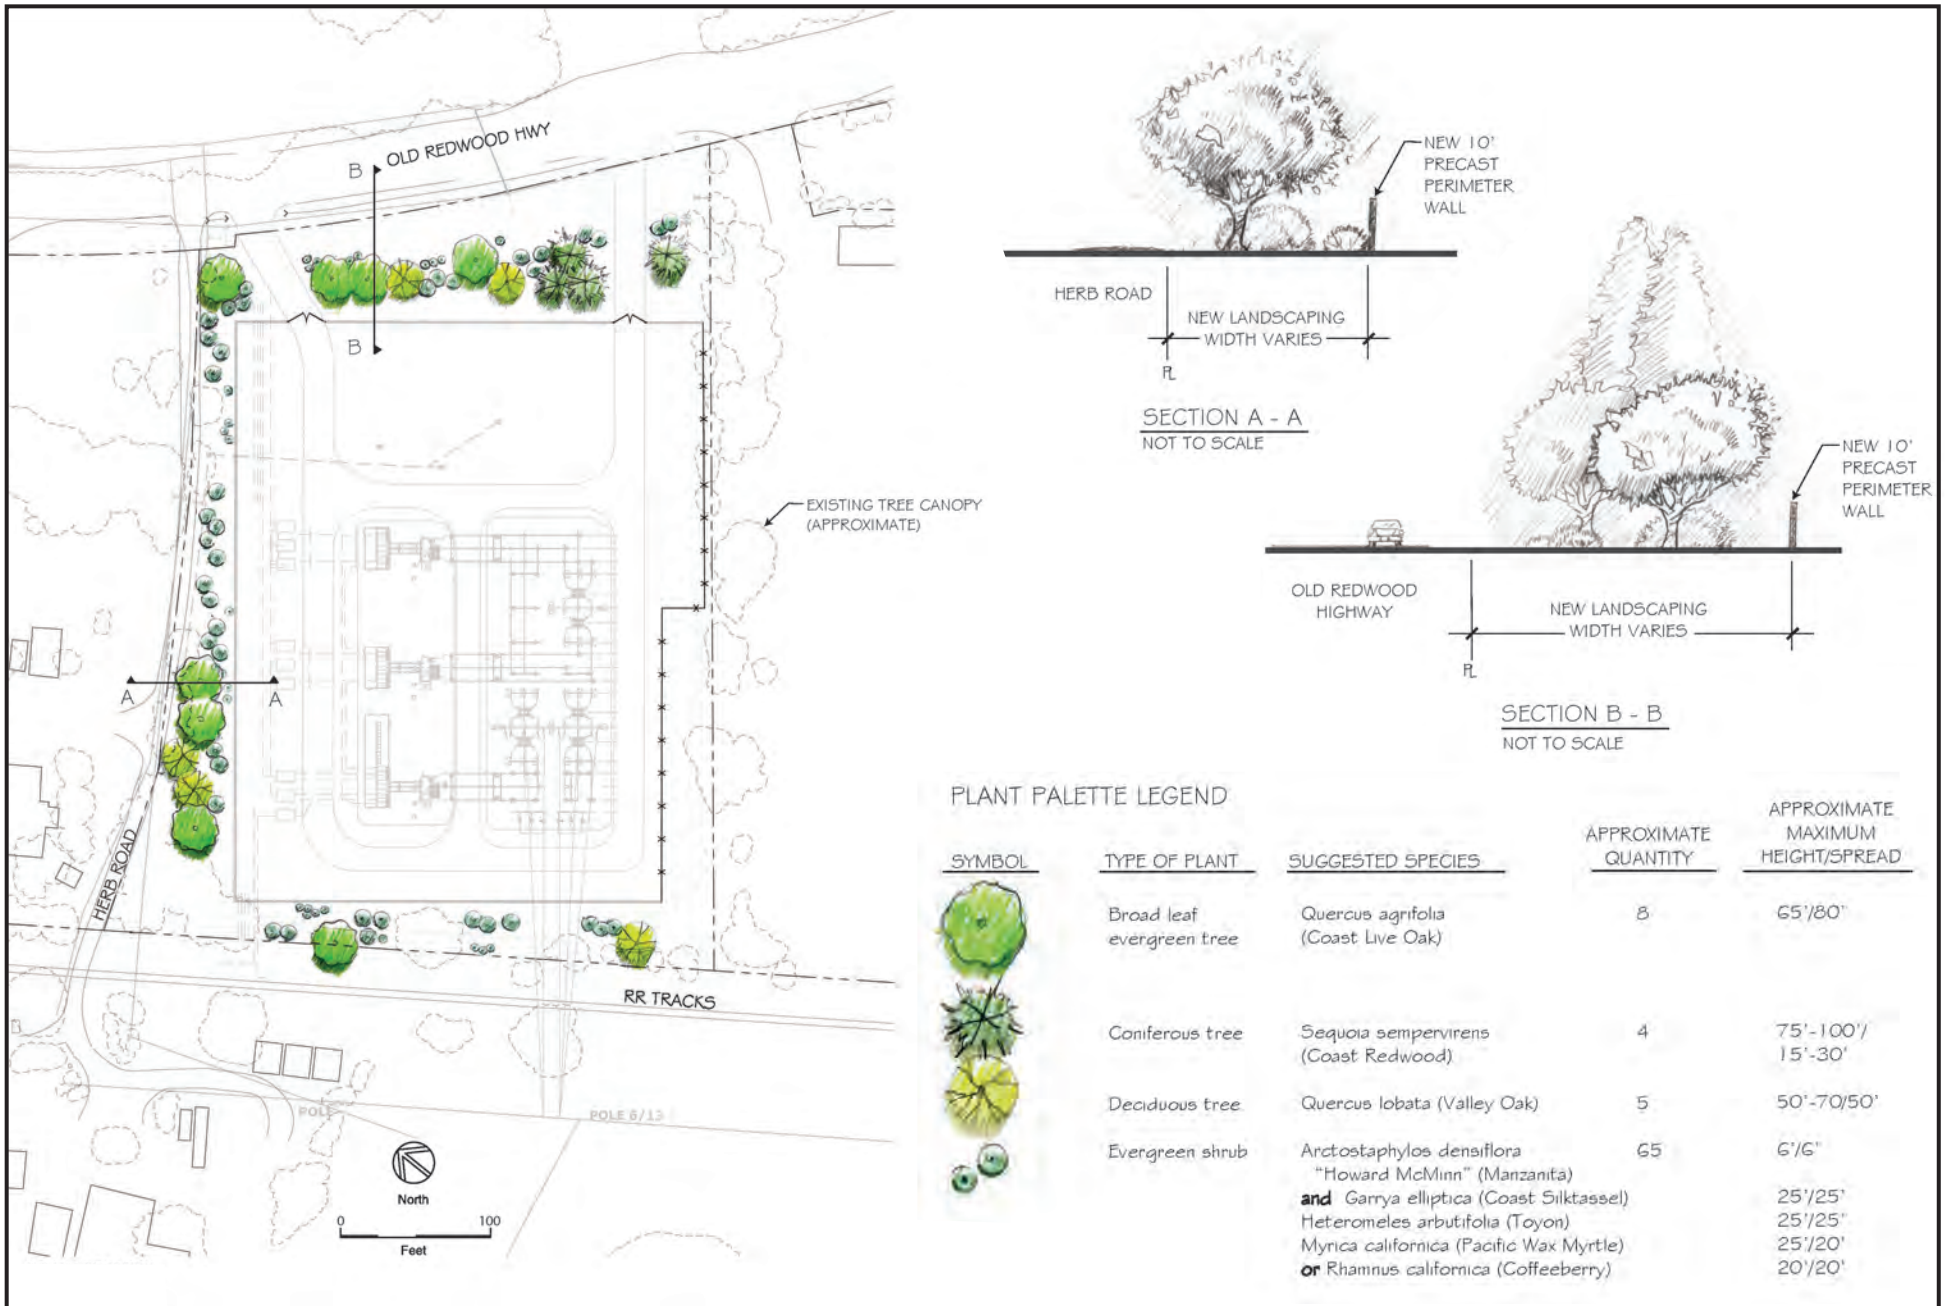 B
OLD REDWOOD HWY
B
EXISTING TREE CANOPY
(APPROXIMATE)
A
A
HERB ROAD
RR TRACKS
POLE
POLE 6/13
North
0
100
Feet
NEW 10'
PRECAST
PERIMETER
WALL
HERB ROAD
NEW LANDSCAPING
WIDTH VARIES
PL
SECTION A - A
NOT TO SCALE
NEW 10'
PRECAST
PERIMETER
WALL
OLD REDWOOD
HIGHWAY
NEW LANDSCAPING
WIDTH VARIES
PL
SECTION B - B
NOT TO SCALE
PLANT PALETTE LEGEND
SYMBOL
TYPE OF PLANT
SUGGESTED SPECIES
APPROXIMATE
QUANTITY
APPROXIMATE
MAXIMUM
HEIGHT/SPREAD
Broad leaf
evergreen tree
Quercus agrifolia
(Coast Live Oak)
8
65'/80'
Coniferous tree
Sequoia sempervirens
(Coast Redwood)
4
75'-100'/
15'-30'
Deciduous tree
Quercus lobata (Valley Oak)
5
50'-70/50'
Evergreen shrub
Arctostaphylos densiflora
"Howard McMinn" (Manzanita)
65
6'/6'
and Garrya elliptica (Coast Silktassel)
25'/25'
Heteromeles arbutifolia (Toyon)
25'/25'
Myrica californica (Pacific Wax Myrtle)
25'/20'
or Rhamnus californica (Coffeeberry)
20'/20'